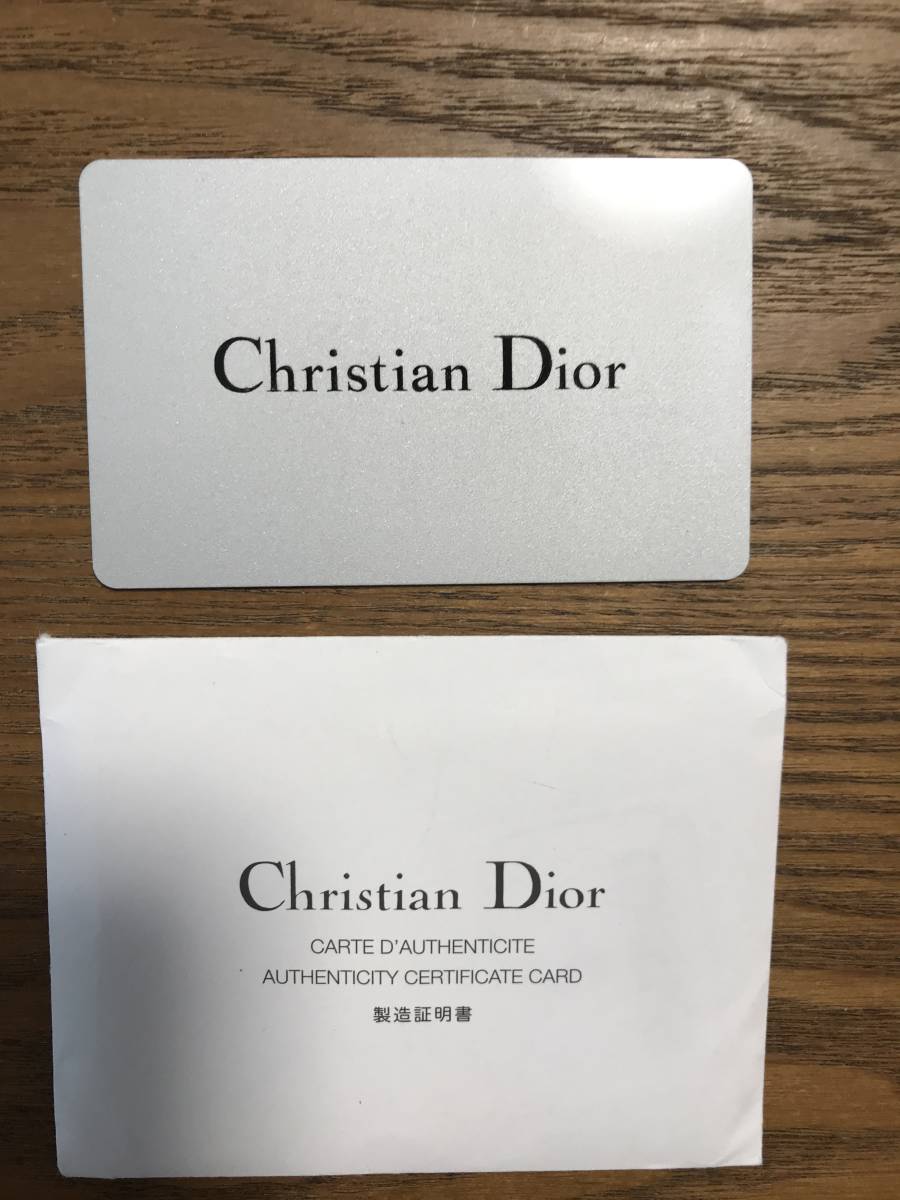 Christian Dior
Christian Dior
CARTE D'AUTHENTICITE
AUTHENTICITY CERTIFICATE CARD
製造証明書